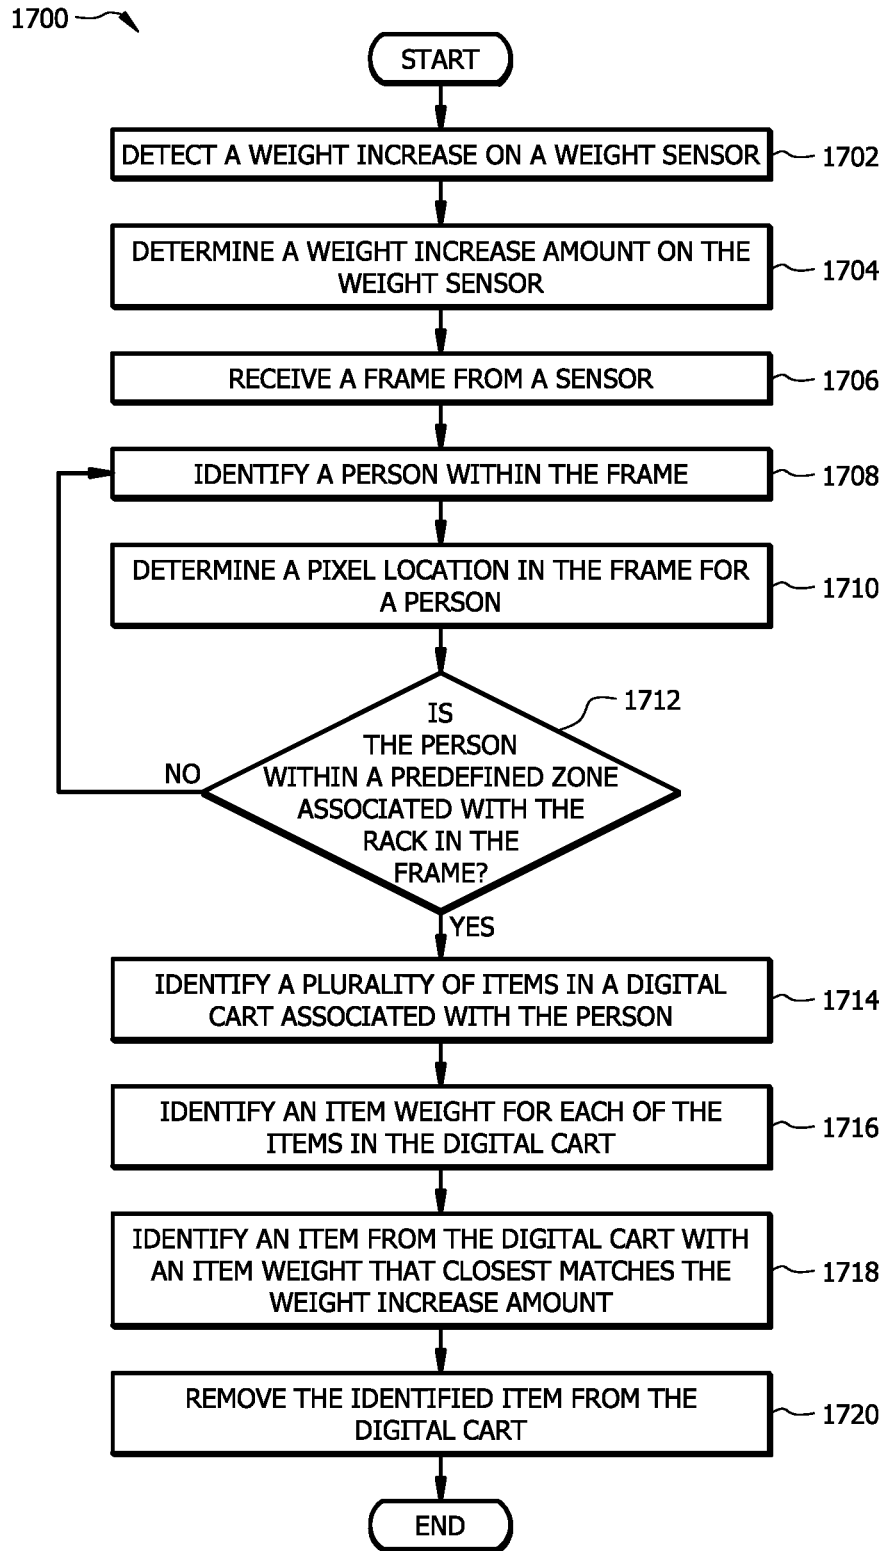 1700
START
DETECT A WEIGHT INCREASE ON A WEIGHT SENSOR
1702
DETERMINE A WEIGHT INCREASE AMOUNT ON THE
WEIGHT SENSOR
1704
RECEIVE A FRAME FROM A SENSOR
1706
IDENTIFY A PERSON WITHIN THE FRAME
1708
DETERMINE A PIXEL LOCATION IN THE FRAME FOR
A PERSON
1710
IS
THE PERSON
WITHIN A PREDEFINED ZONE
ASSOCIATED WITH THE
RACK IN THE
FRAME?
1712
NO
YES
IDENTIFY A PLURALITY OF ITEMS IN A DIGITAL
CART ASSOCIATED WITH THE PERSON
1714
IDENTIFY AN ITEM WEIGHT FOR EACH OF THE
ITEMS IN THE DIGITAL CART
1716
IDENTIFY AN ITEM FROM THE DIGITAL CART WITH
AN ITEM WEIGHT THAT CLOSEST MATCHES THE
WEIGHT INCREASE AMOUNT
1718
REMOVE THE IDENTIFIED ITEM FROM THE
DIGITAL CART
1720
END